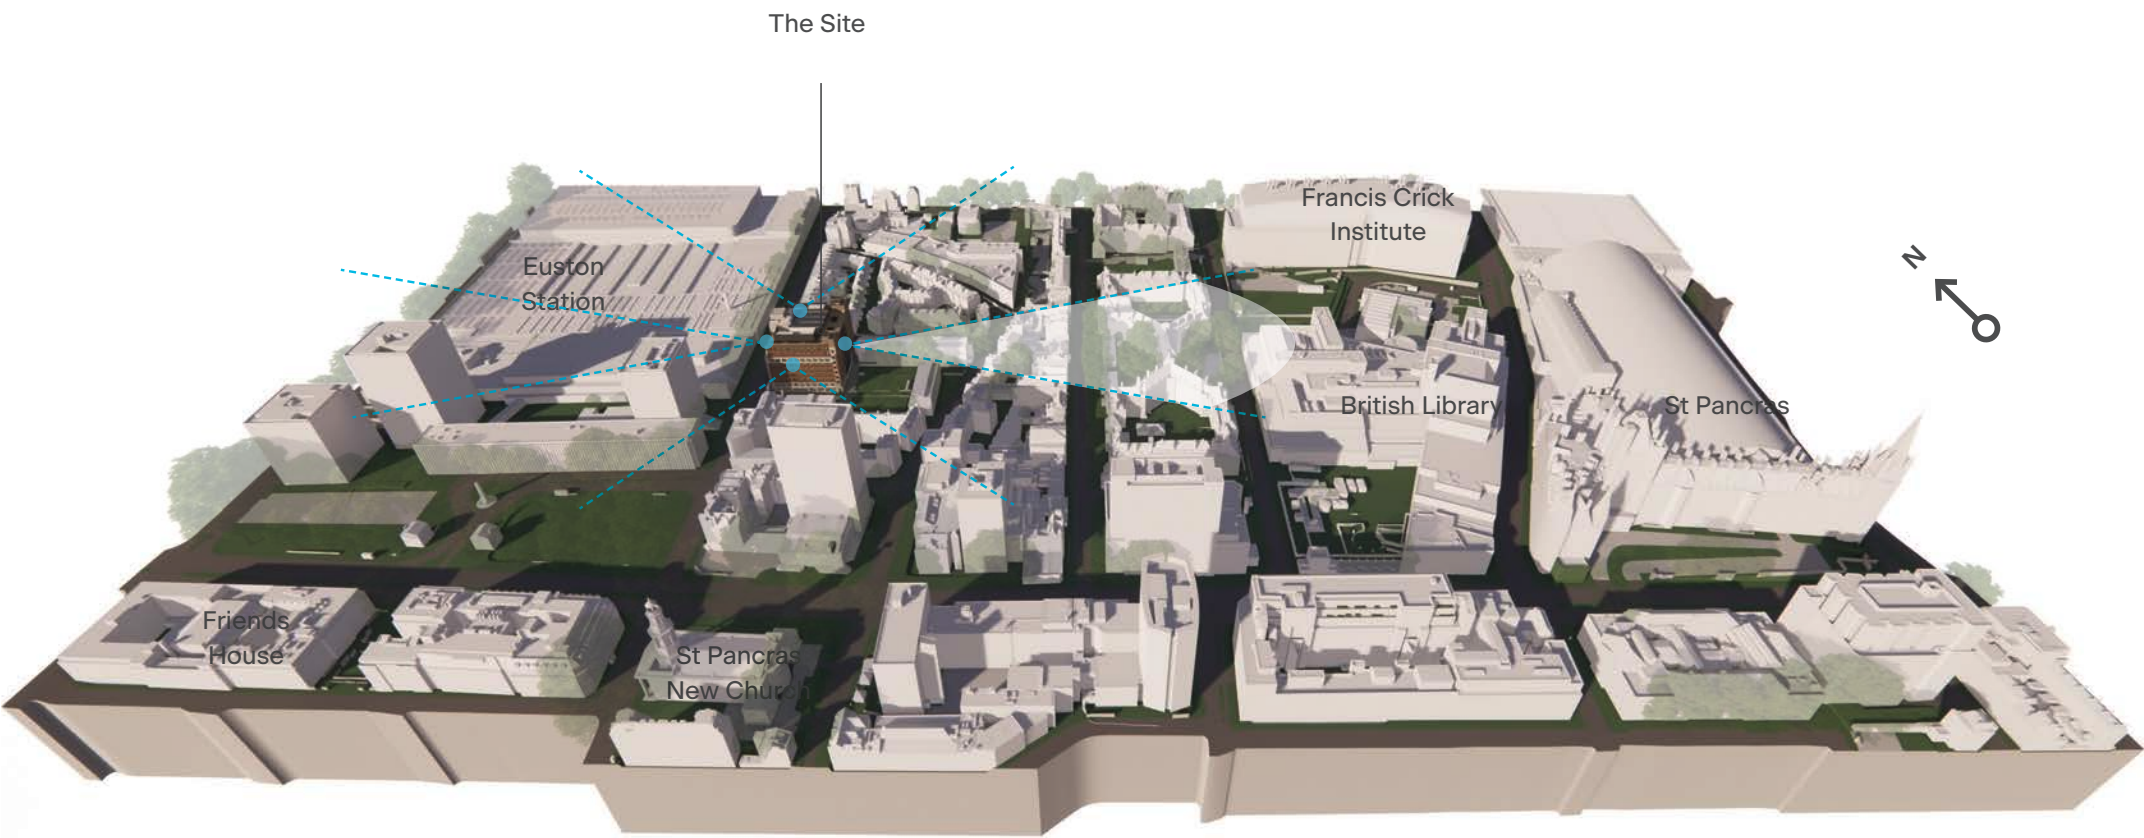 The Site
Francis Crick
Institute
N
Euston
Station
British Library
St Pancras
Friends
House
St Pancras
New Church